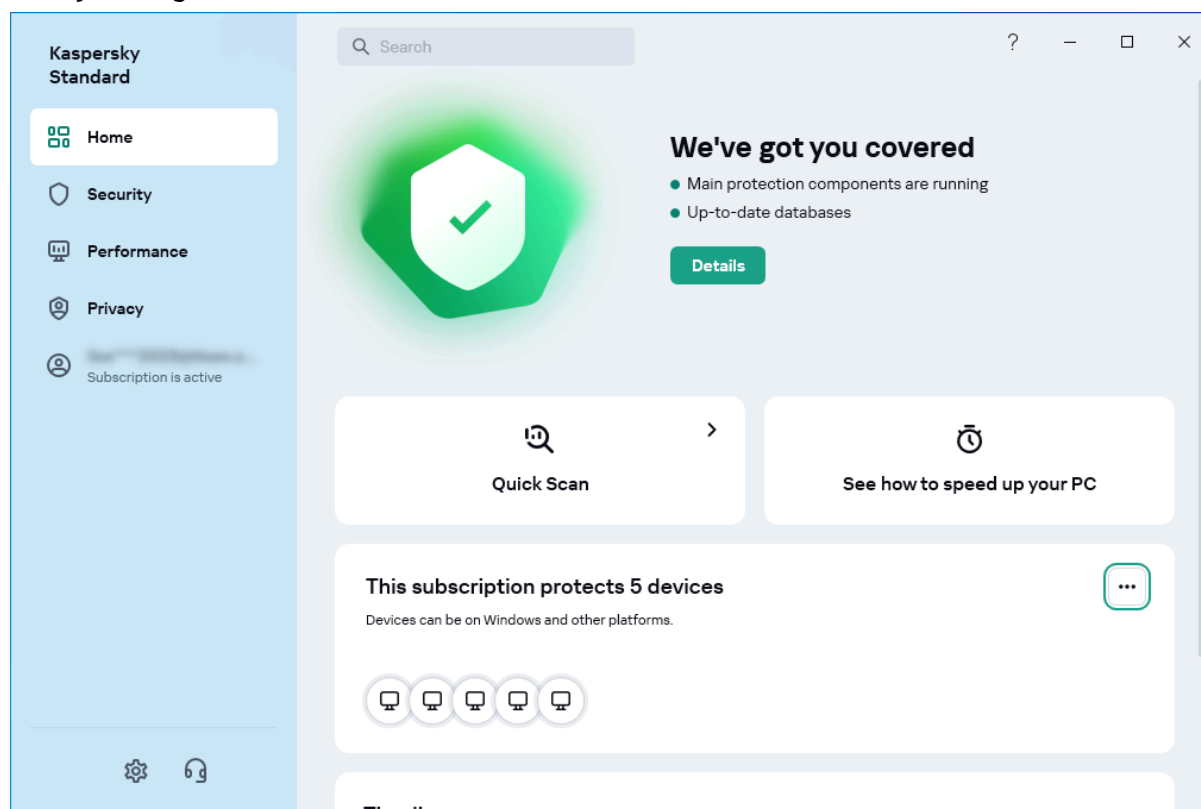 Kaspersky
Standard
Search
?
Home
Security
Performance
Privacy
Subscription is active
We've got you covered
Main protection components are running
Up-to-date databases
Details
Quick Scan
See how to speed up your PC
This subscription protects 5 devices
Devices can be on Windows and other platforms.